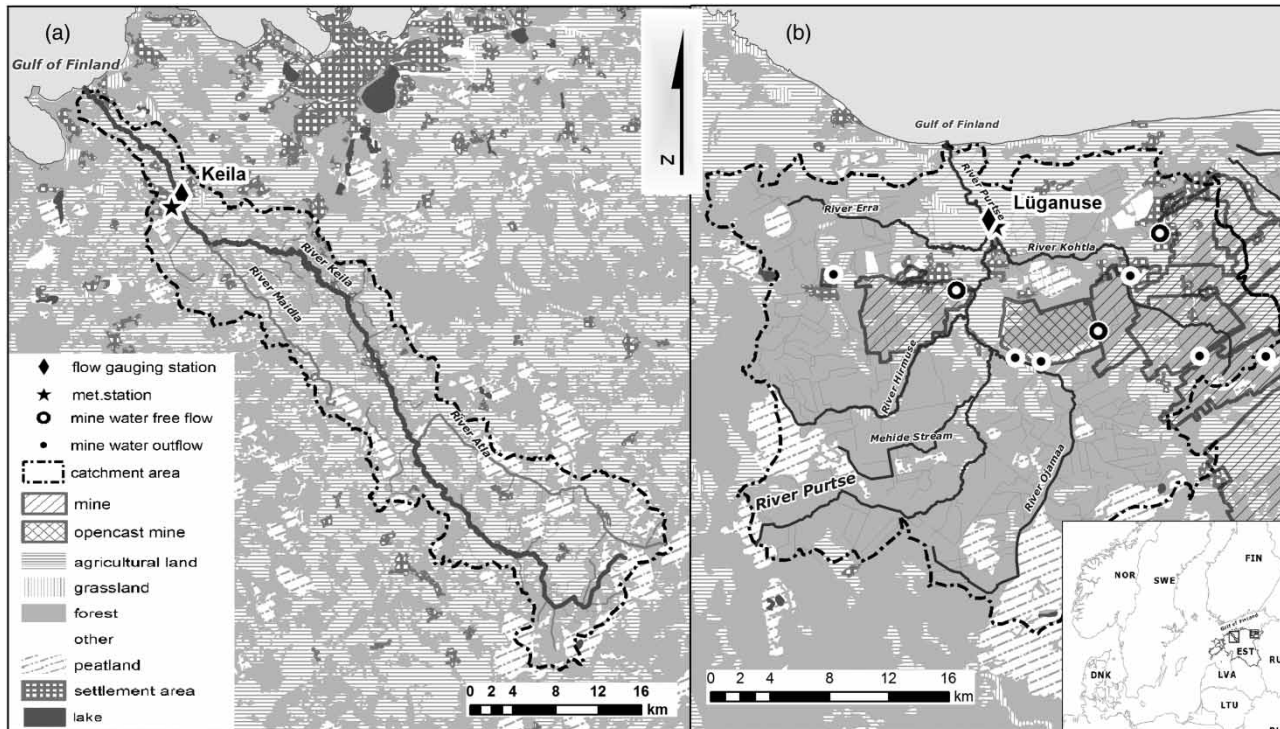 (a)
Gulf of Finland
Keila
River Keila
River Maidla
River Atla
flow gauging station
met.station
mine water free flow
mine water outflow
catchment area
mine
opencast mine
agricultural land
grassland
forest
other
peatland
settlement area
lake
0 2 4 8 12 16
km
N
(b)
Gulf of Finland
River Purtse
Lüganuse
River Erra
River Kohtla
River Hirmuse
Mehide Stream
River Purtse
River Ojamaa
0 2 4 8 12 16
km
NOR
SWE
FIN
Gulf of Finland
EST
RU
DNK
LVA
LTU